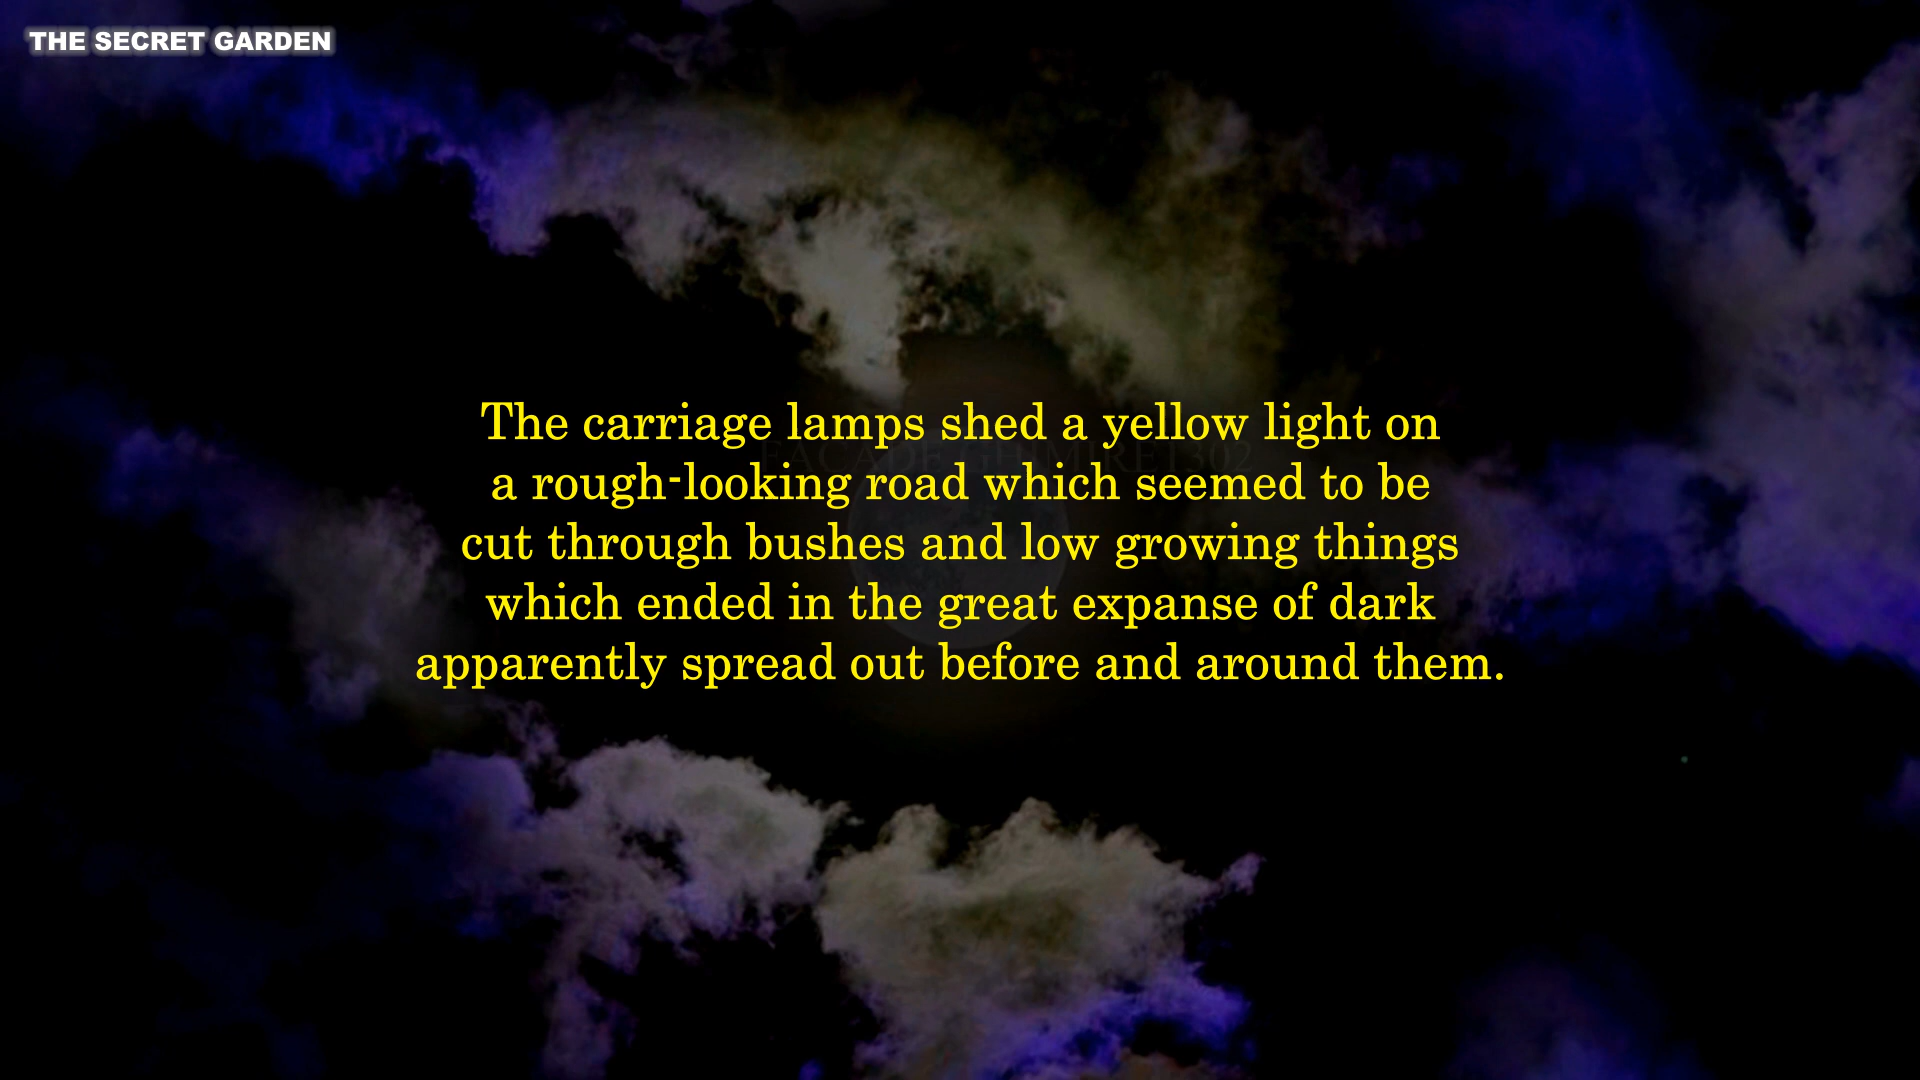 THE SECRET GARDEN
The carriage lamps shed a yellow light on
a rough-looking road which seemed to be
cut through bushes and low growing things
which ended in the great expanse of dark
apparently spread out before and around them.